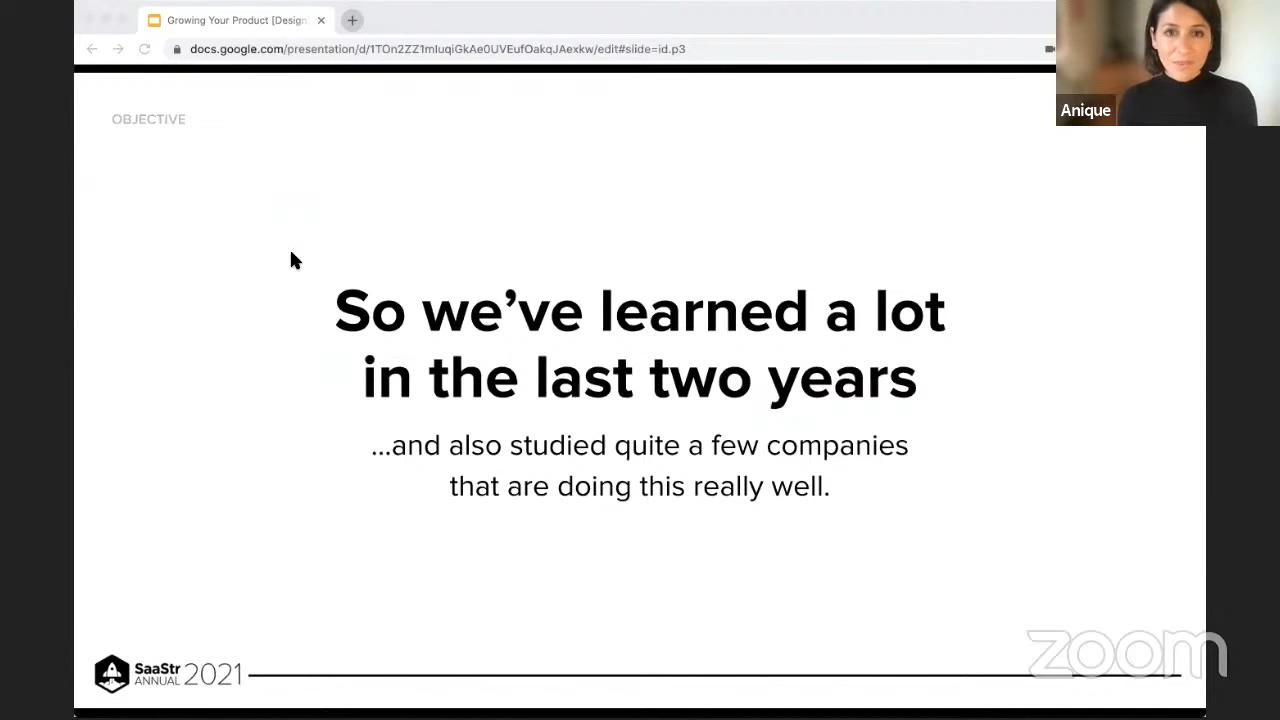 Growing Your Product [Design
docs.google.com/presentation/d/1TOn2ZZ1mIuqiGkAe0UVEufOakqJAexkw/edit#slide=id.p3
Anique
OBJECTIVE
So we’ve learned a lot
in the last two years
...and also studied quite a few companies
that are doing this really well.
SaaStr
ANNUAL 2021
zoom